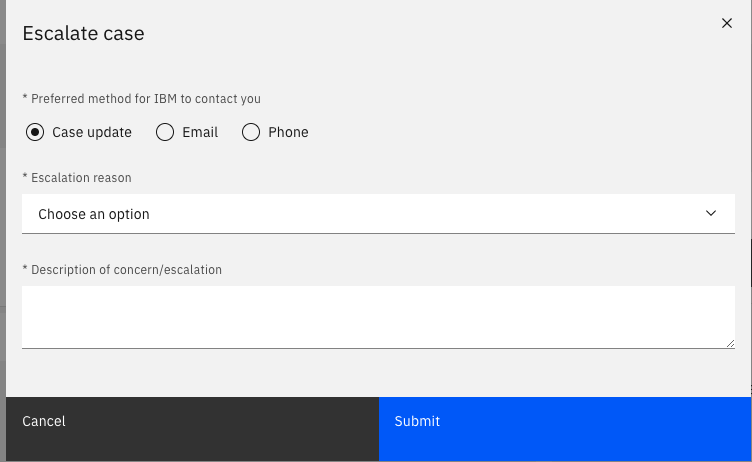 Escalate case
* Preferred method for IBM to contact you
Case update Email Phone
* Escalation reason
Choose an option
* Description of concern/escalation
Cancel Submit